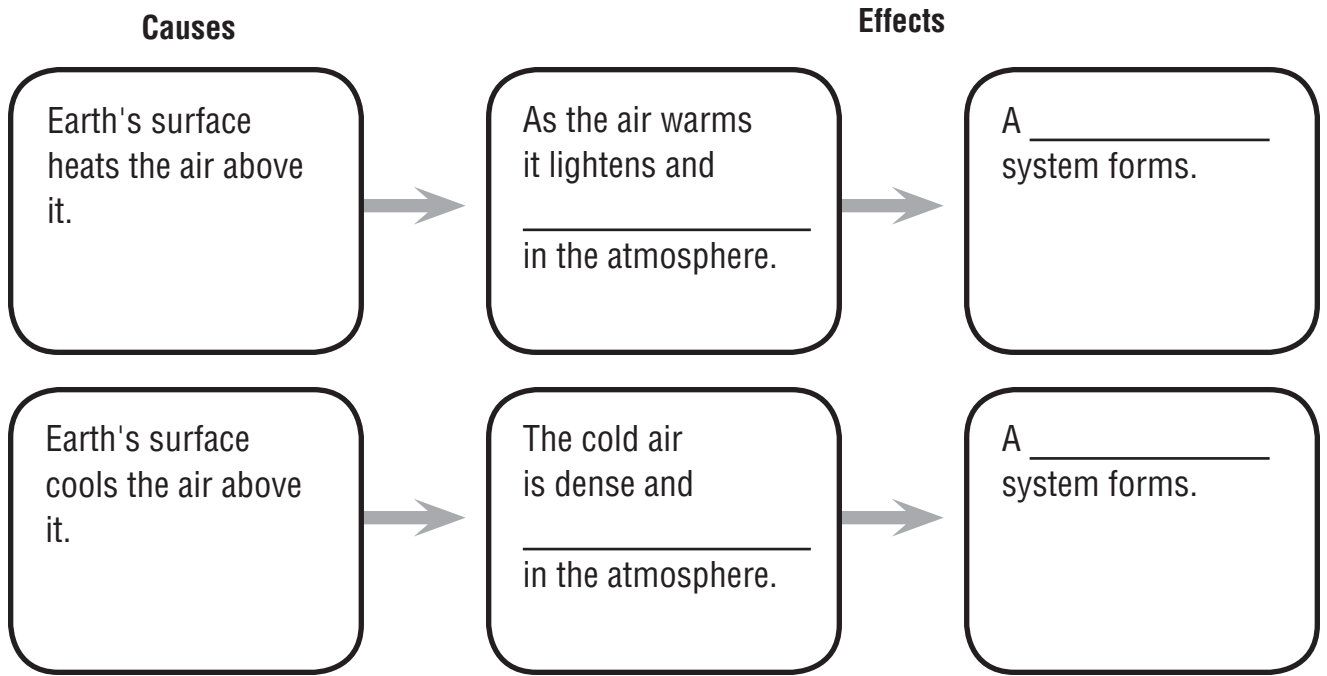 Causes
Effects
Earth's surface
heats the air above
it.
As the air warms
it lightens and
in the atmosphere.
A
system forms.
Earth's surface
cools the air above
it.
The cold air
is dense and
in the atmosphere.
A
system forms.